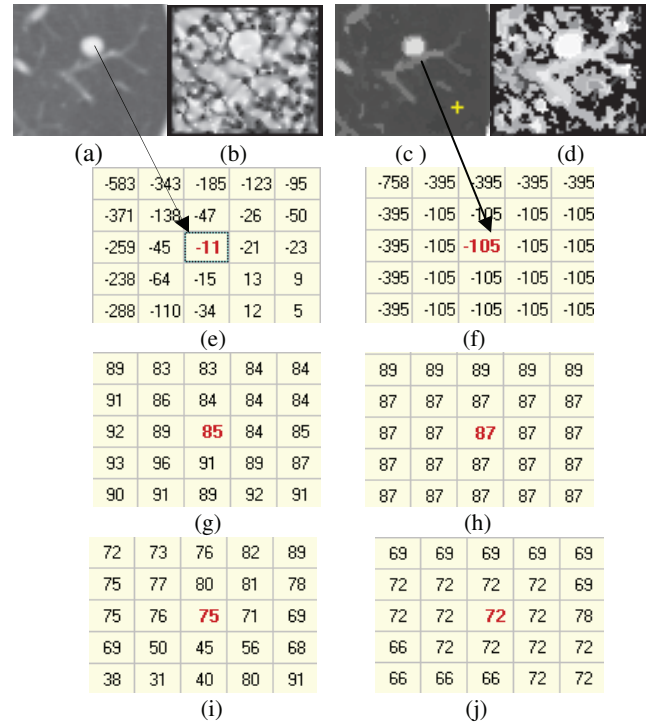 (a) (b) (c ) (d)
-583 -343 -185 -123 -95
-371 -138 -47 -26 -50
-259 -45 -11 -21 -23
-238 -64 -15 13 9
-288 -110 -34 12 5
(e)
-758 -395 -395 -395 -395
-395 -105 -105 -105 -105
-395 -105 -105 -105 -105
-395 -105 -105 -105 -105
-395 -105 -105 -105 -105
(f)
89 83 83 84 84
91 86 84 84 84
92 89 85 84 85
93 96 91 89 87
90 91 89 92 91
(g)
89 89 89 89 89
87 87 87 87 87
87 87 87 87 87
87 87 87 87 87
87 87 87 87 87
(h)
72 73 76 82 89
75 77 80 81 78
75 76 75 71 69
69 50 45 56 68
38 31 40 80 91
(i)
69 69 69 69 69
72 72 72 72 69
72 72 72 72 78
66 72 72 72 72
66 66 66 72 72
(j)